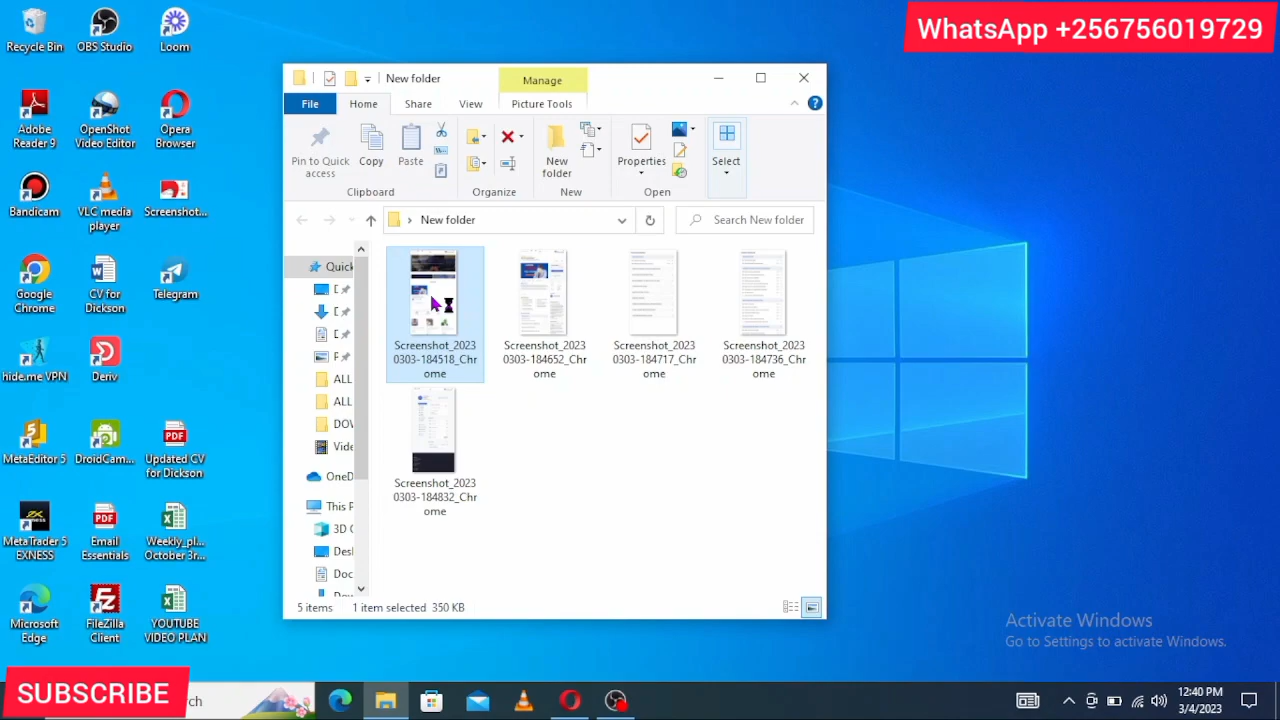 WhatsApp +256756019729
Recycle Bin
OBS Studio
Loom
Adobe
Reader 9
OpenShot
Video Editor
Opera
Browser
Bandicam
VLC media
player
Screenshot...
Google
Chrome
CV for
Dickson
Telegram
hide.me VPN
Deriv
MetaEditor 5
DroidCam...
PDF
Updated CV
for Dickson
MetaTrader 5
EXNESS
PDF
Email
Essentials
Weekly_pl...
October 3r...
Microsoft
Edge
FileZilla
Client
YOUTUBE
VIDEO PLAN
New folder
Manage
File
Home
Share
View
Picture Tools
Pin to Quick
access
Copy
Paste
New
folder
Properties
Select
Clipboard
Organize
New
Open
New folder
Search New folder
Quick
ALL
ALL
DO
Vide
OneD
This P
3D
Des
Doc
Screenshot_2023
0303-184518_Chr
ome
Screenshot_2023
0303-184652_Chr
ome
Screenshot_2023
0303-184717_Chr
ome
Screenshot_2023
0303-184736_Chr
ome
Screenshot_2023
0303-184832_Chr
ome
5 items
1 item selected 350 KB
Activate Windows
Go to Settings to activate Windows.
SUBSCRIBE
rch
12:40 PM
3/4/2023